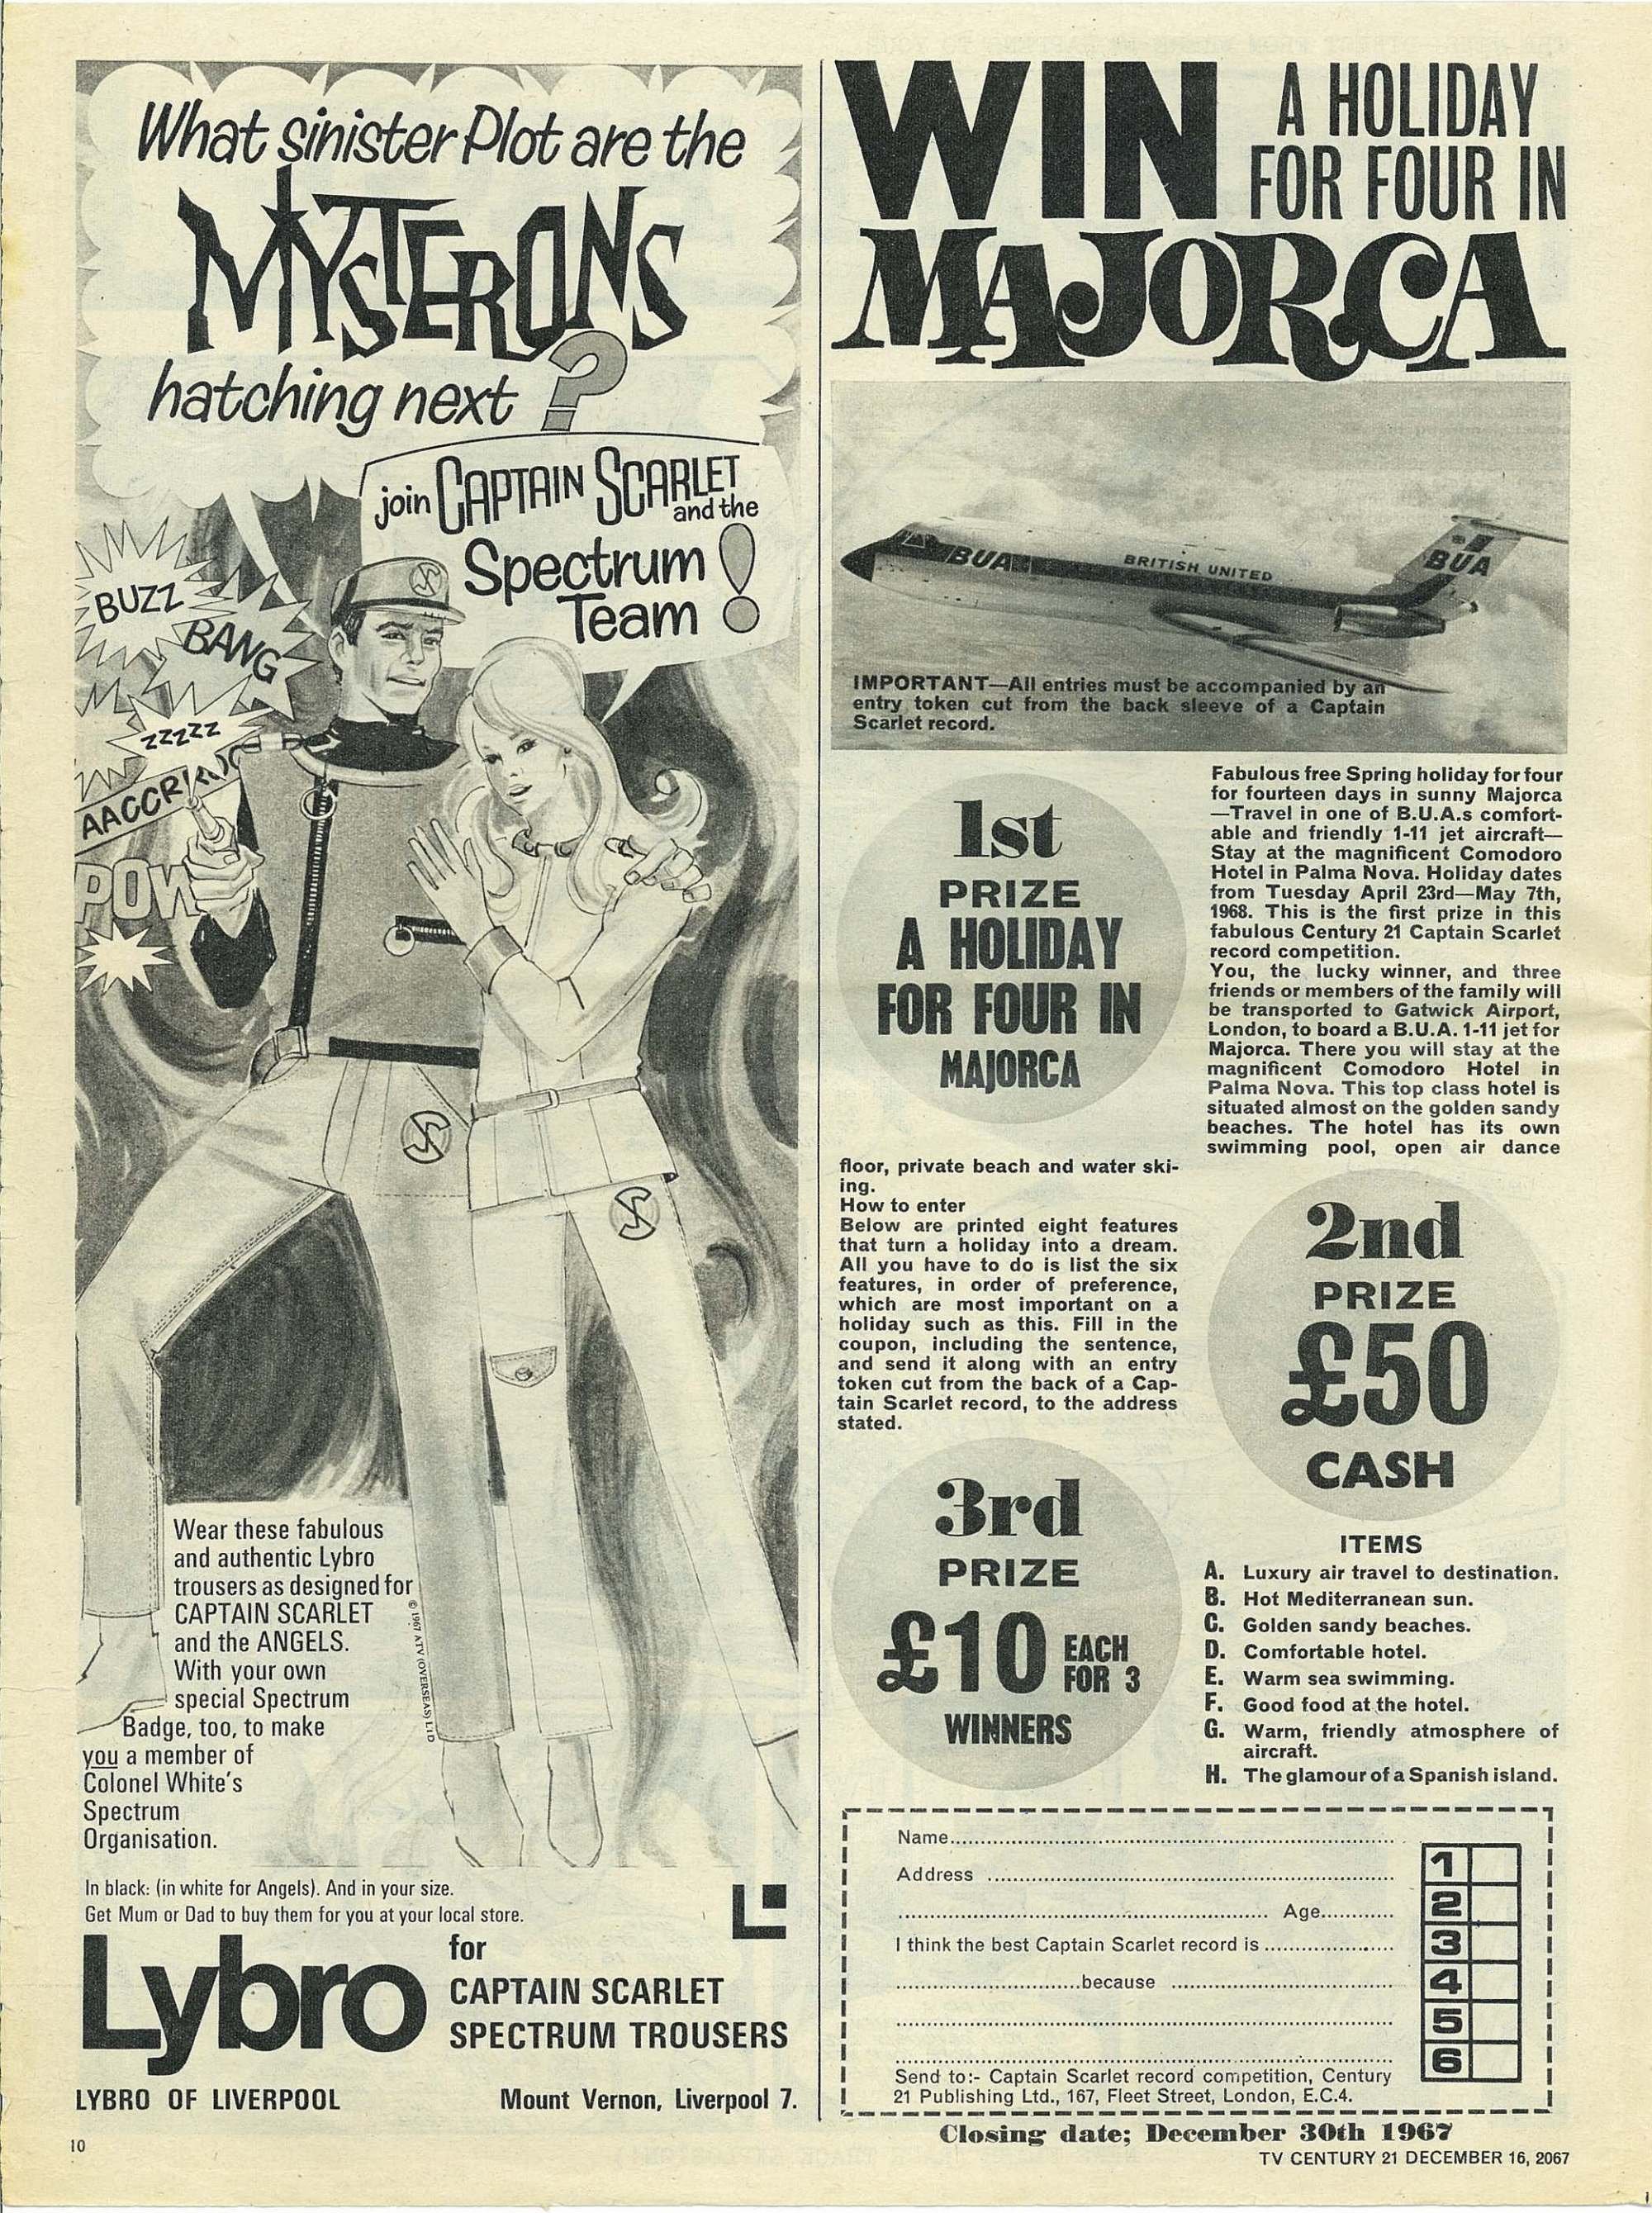 What sinister Plot are the
MYSTERONS
hatching next ?
join CAPTAIN SCARLET
and the
Spectrum
Team !
BUZZ
BANG
ZZZZZ
POW
Wear these fabulous
and authentic Lybro
trousers as designed for
CAPTAIN SCARLET
and the ANGELS.
With your own
special Spectrum
Badge, too, to make
you a member of
Colonel White's
Spectrum
Organisation.
© 1967 ATV (OVERSEAS) LTD
In black: (in white for Angels). And in your size.
Get Mum or Dad to buy them for you at your local store.
Lybro
for
CAPTAIN SCARLET
SPECTRUM TROUSERS
LYBRO OF LIVERPOOL Mount Vernon, Liverpool 7.
10
WIN A HOLIDAY
FOR FOUR IN
MAJORCA
BUA
BRITISH UNITED
BUA
IMPORTANT—All entries must be accompanied by an
entry token cut from the back sleeve of a Captain
Scarlet record.
1st
PRIZE
A HOLIDAY
FOR FOUR IN
MAJORCA
Fabulous free Spring holiday for four
for fourteen days in sunny Majorca
—Travel in one of B.U.A.s comfort-
able and friendly 1-11 jet aircraft—
Stay at the magnificent Comodoro
Hotel in Palma Nova. Holiday dates
from Tuesday April 23rd—May 7th,
1968. This is the first prize in this
fabulous Century 21 Captain Scarlet
record competition.
You, the lucky winner, and three
friends or members of the family will
be transported to Gatwick Airport,
London, to board a B.U.A. 1-11 jet for
Majorca. There you will stay at the
magnificent Comodoro Hotel in
Palma Nova. This top class hotel is
situated almost on the golden sandy
beaches. The hotel has its own
swimming pool, open air dance
floor, private beach and water ski-
ing.
How to enter
Below are printed eight features
that turn a holiday into a dream.
All you have to do is list the six
features, in order of preference,
which are most important on a
holiday such as this. Fill in the
coupon, including the sentence,
and send it along with an entry
token cut from the back of a Cap-
tain Scarlet record, to the address
stated.
2nd
PRIZE
£50
CASH
3rd
PRIZE
£10 EACH
FOR 3
WINNERS
ITEMS
A. Luxury air travel to destination.
B. Hot Mediterranean sun.
C. Golden sandy beaches.
D. Comfortable hotel.
E. Warm sea swimming.
F. Good food at the hotel.
G. Warm, friendly atmosphere of
aircraft.
H. The glamour of a Spanish island.
Name
Address
Age
I think the best Captain Scarlet record is
because
1
2
3
4
5
6
Send to:- Captain Scarlet record competition, Century
21 Publishing Ltd., 167, Fleet Street, London, E.C.4.
Closing date; December 30th 1967
TV CENTURY 21 DECEMBER 16, 2067